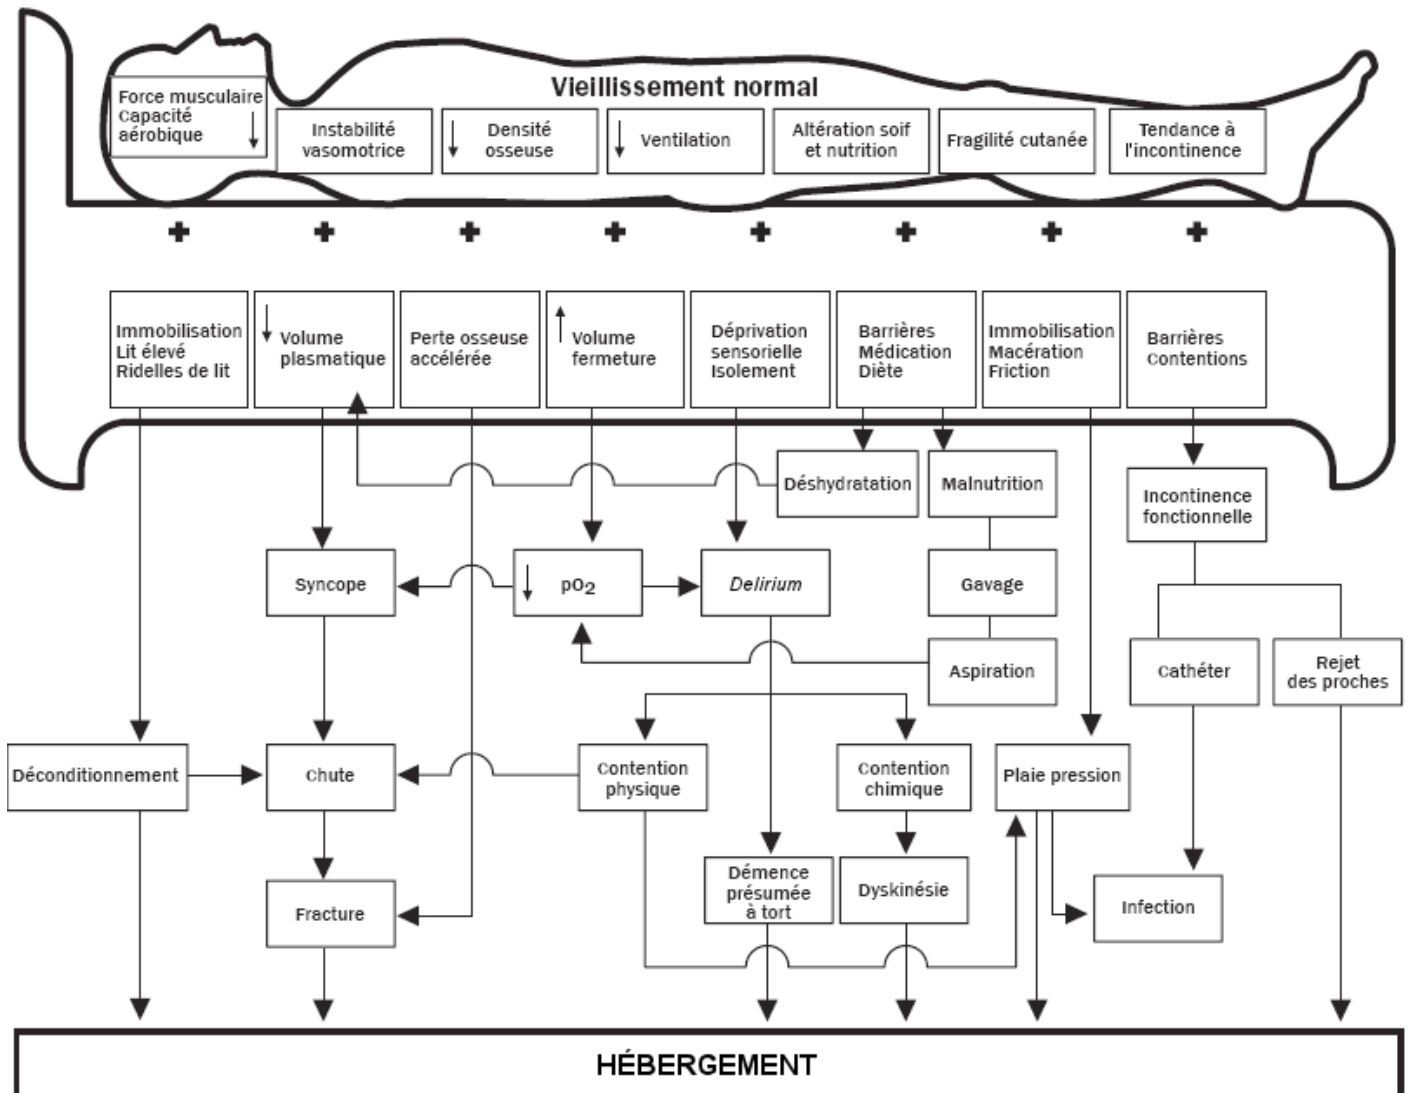 Vieillissement normal
Force musculaire
Capacité
aérobique
Instabilité
vasomotrice
Densité
osseuse
Ventilation
Altération soif
et nutrition
Fragilité cutanée
Tendance à
l'incontinence
Immobilisation
Lit élevé
Ridelles de lit
Volume
plasmatique
Perte osseuse
accélérée
Volume
fermeture
Déprivation
sensorielle
Isolement
Barrières
Médication
Diète
Immobilisation
Macération
Friction
Barrières
Contentions
Déshydratation
Malnutrition
Incontinence
fonctionnelle
Syncope
pO2
Delirium
Gavage
Aspiration
Cathéter
Rejet
des proches
Déconditionnement
Chute
Contention
physique
Contention
chimique
Plaie pression
Démence
présumée
à tort
Dyskinésie
Infection
Fracture
HÉBERGEMENT